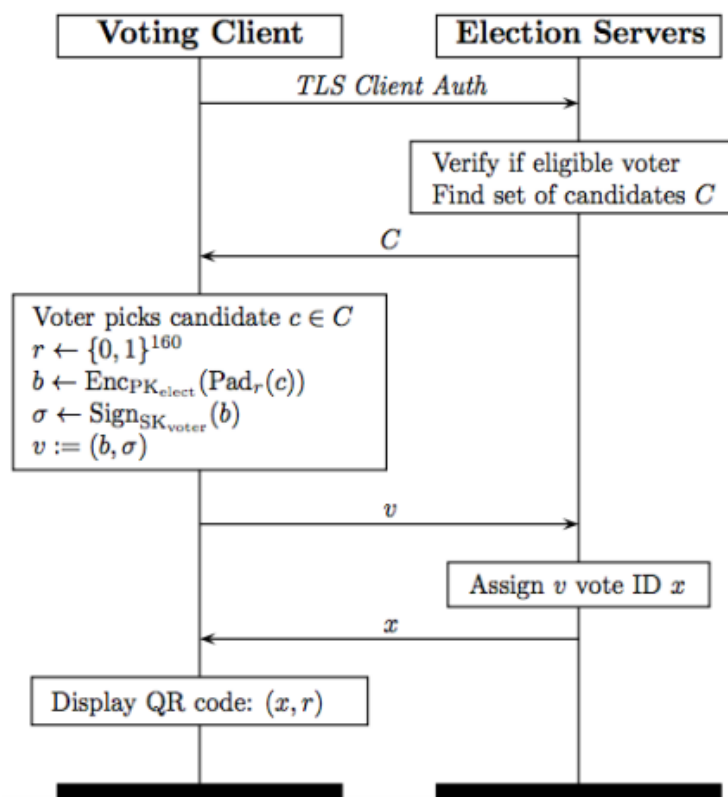 Voting Client
Election Servers
TLS Client Auth
Verify if eligible voter
Find set of candidates C
C
Voter picks candidate c ∈ C
r ← {0, 1}¹⁶⁰
b ← Enc_PK_elect(Pad_r(c))
σ ← Sign_SK_voter(b)
v := (b, σ)
v
Assign v vote ID x
x
Display QR code: (x, r)